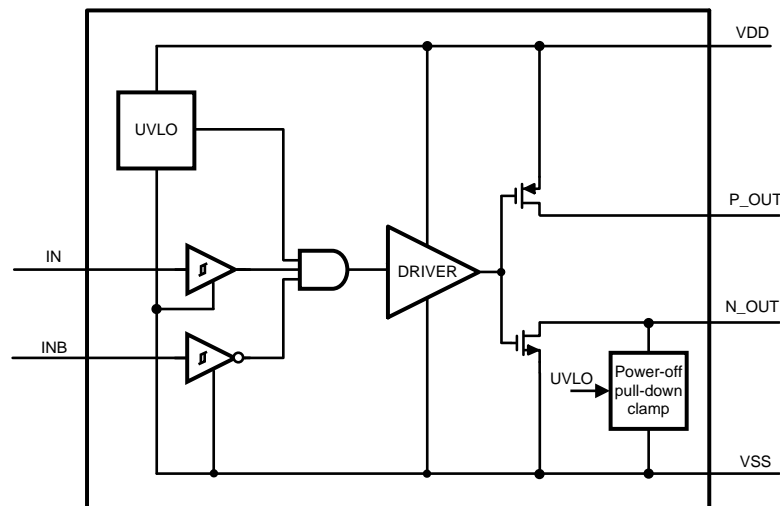 VDD
UVLO
P_OUT
IN
DRIVER
N_OUT
INB
UVLO
Power-off
pull-down
clamp
VSS